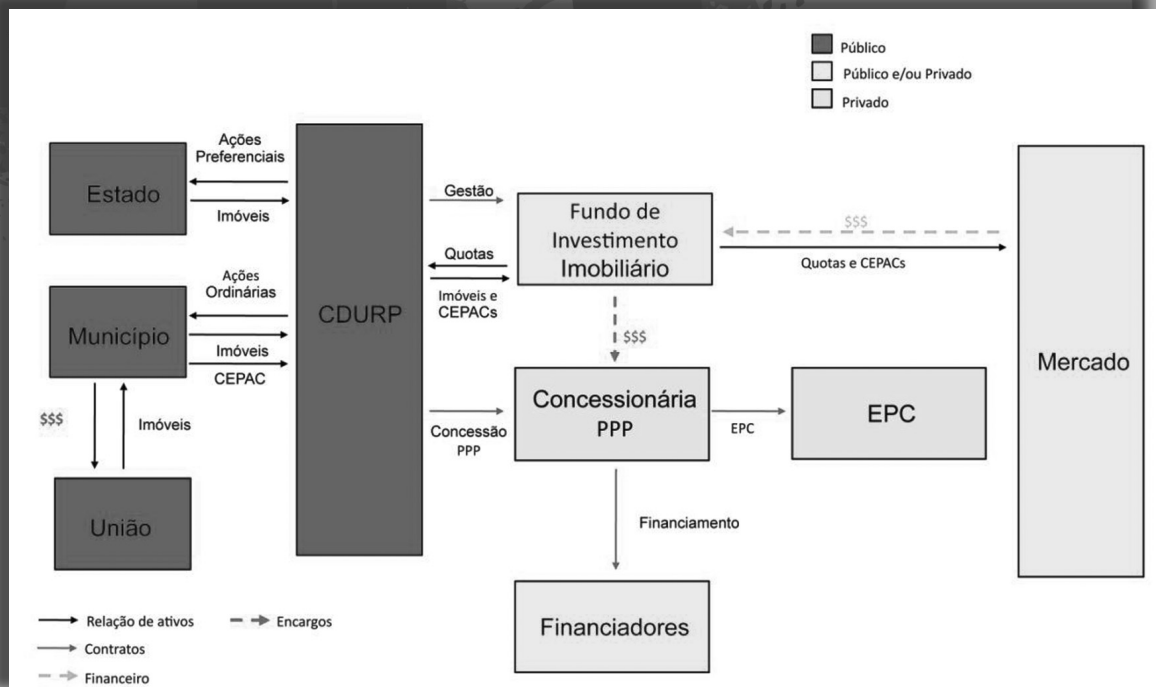 Público
Público e/ou Privado
Privado
Ações
Preferenciais
Estado
Imóveis
Ações
Ordinárias
Município
Imóveis
CEPAC
$$$
Imóveis
União
CDURP
Gestão
Quotas
Imóveis e
CEPACs
Fundo de
Investimento
Imobiliário
$$$
Quotas e CEPACs
Mercado
$$$
Concessão
PPP
Concessionária
PPP
EPC
EPC
Financiamento
Financiadores
Relação de ativos
Encargos
Contratos
Financeiro